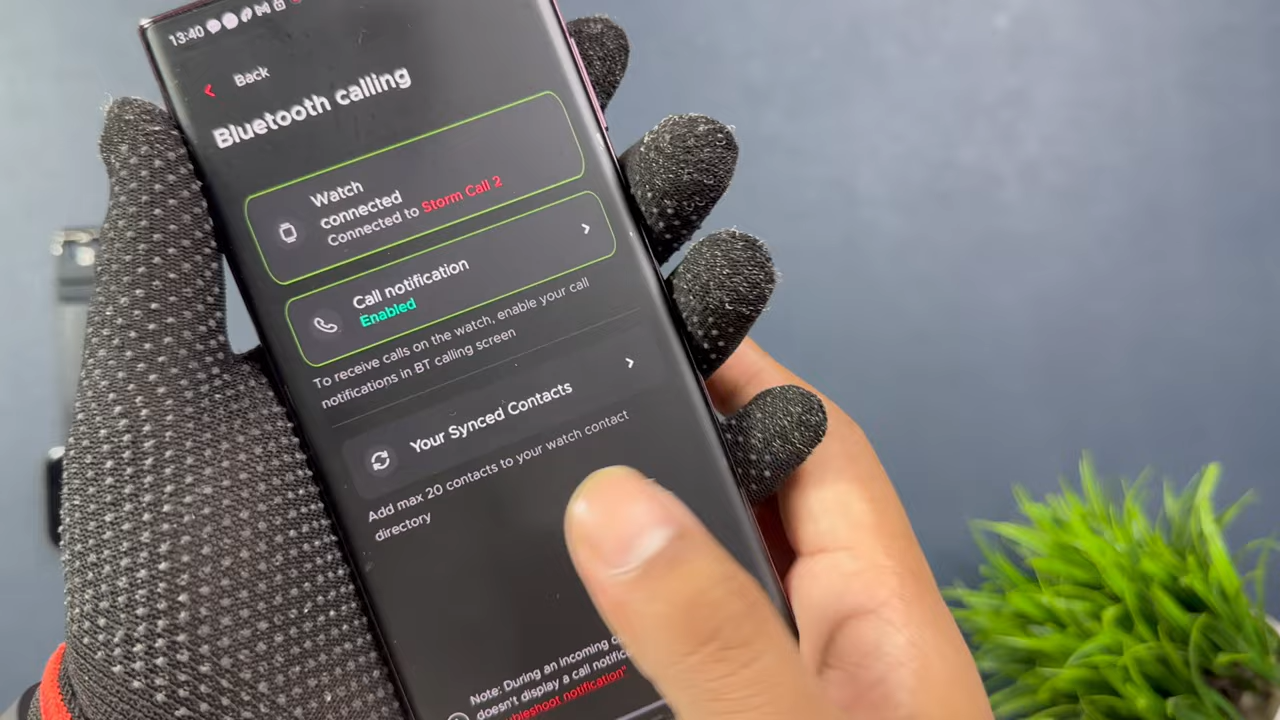 13:40
Back
Bluetooth calling
Watch
connected
Connected to Storm Call 2
Call notification
Enabled
To receive calls on the watch, enable your call
notifications in BT calling screen
Your Synced Contacts
Add max 20 contacts to your watch contact
directory
Note: During an incoming
doesn't display a call
notification"